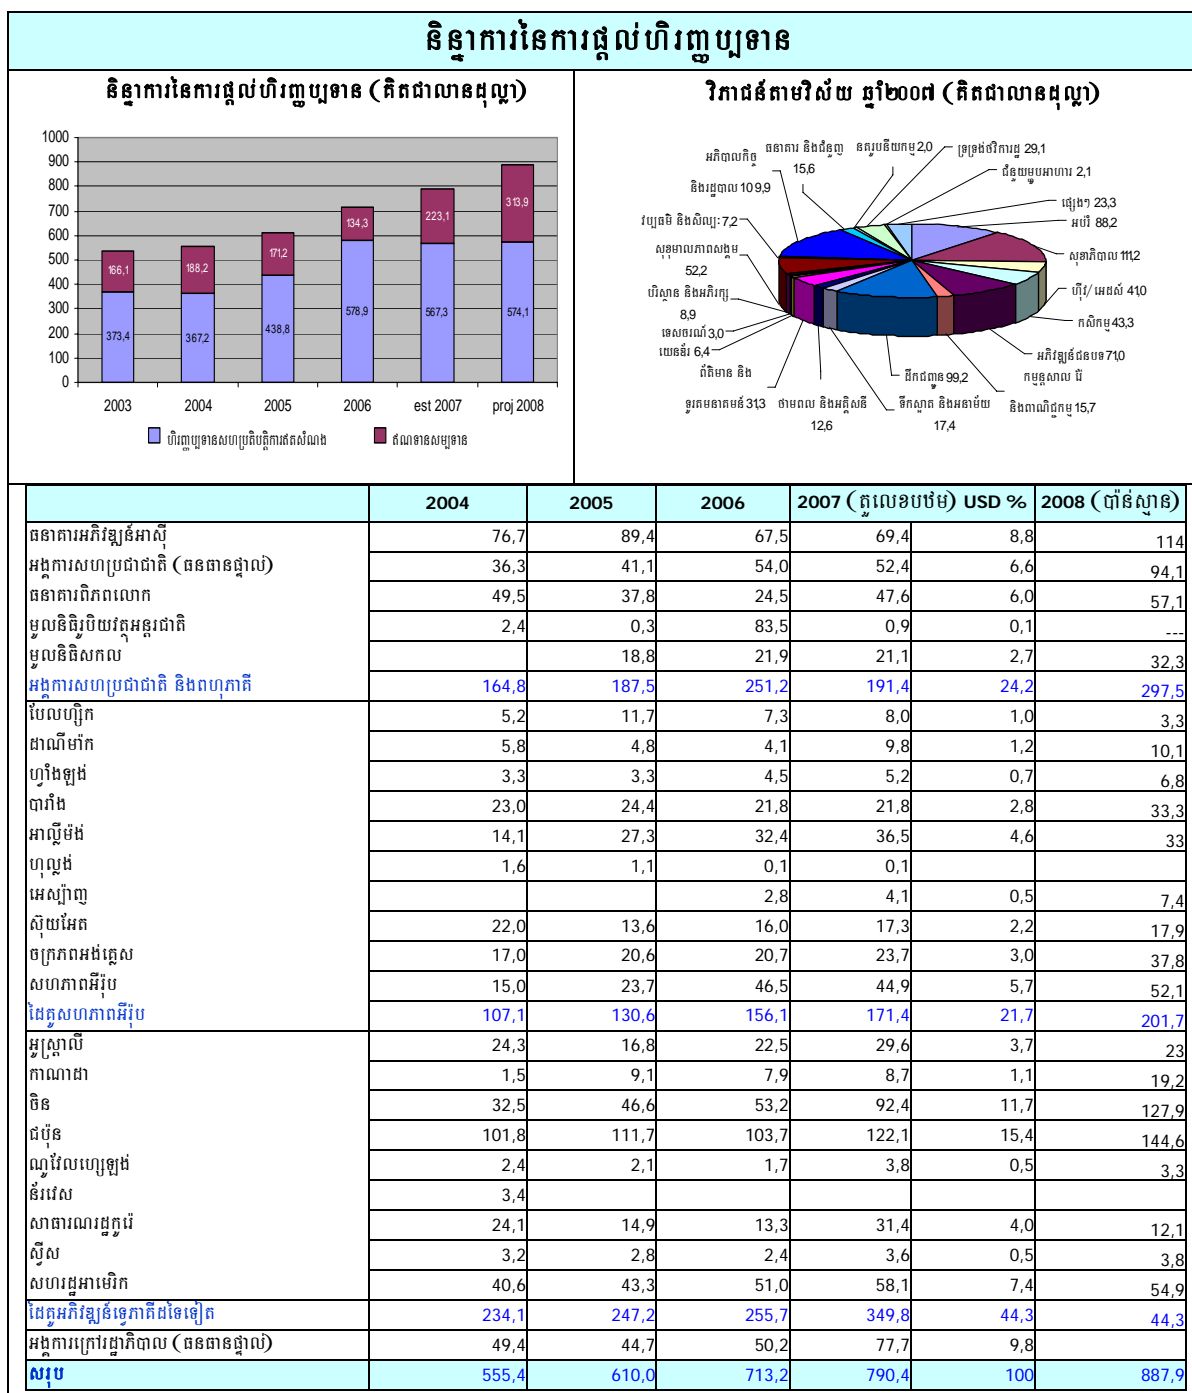 និន្នាការនៃការផ្តល់ហិរញ្ញប្បទាន
និន្នាការនៃការផ្តល់ហិរញ្ញប្បទាន (គិតជាលានដុល្លា)
1000
900
800
700
600
500
400
300
200
100
0
166,1 188,2 171,2 134,3 223,1 313,9
373,4 367,2 438,8 578,9 567,3 574,1
2003 2004 2005 2006 est 2007 proj 2008
ហិរញ្ញប្បទានសហប្រតិបត្តិការឥតសំណង ឥណទានសម្បទាន
វិភាជន៍តាមវិស័យ ឆ្នាំ២០០៧ (គិតជាលានដុល្លា)
អភិបាលកិច្ច
និងរដ្ឋបាល 109,9
ធនាគារ និងជំនួញ
15,6
នគរូបនីយកម្ម 2,0
ទ្រទ្រង់ថវិការដ្ឋ 29,1
ជំនួយម្ហូបអាហារ 2,1
ផ្សេងៗ 23,3
អប់រំ 88,2
សុខាភិបាល 111,2
ហ៊ីវ/ អេដស៍ 41,0
កសិកម្ម 43,3
អភិវឌ្ឍន៍ជនបទ 71,0
កម្មន្តសាល រ៉ែ
និងពាណិជ្ជកម្ម 15,7
ដឹកជញ្ជូន 99,2
ទឹកស្អាត និងអនាម័យ
17,4
ថាមពល និងអគ្គិសនី
12,6
ព័ត៌មាន និង
ទូរគមនាគមន៍ 31,3
យេនឌ័រ 6,4
ទេសចរណ៍ 3,0
បរិស្ថាន និងអភិរក្ស
8,9
សុខុមាលភាពសង្គម
52,2
វប្បធម៌ និងសិល្បៈ 7,2
2004 2005 2006 2007 (តួលេខបឋម) USD % 2008 (ប៉ាន់ស្មាន)
ធនាគារអភិវឌ្ឍន៍អាស៊ី 76,7 89,4 67,5 69,4 8,8 114
អង្គការសហប្រជាជាតិ (ធនធានផ្ទាល់) 36,3 41,1 54,0 52,4 6,6 94,1
ធនាគារពិភពលោក 49,5 37,8 24,5 47,6 6,0 57,1
មូលនិធិរូបិយវត្ថុអន្តរជាតិ 2,4 0,3 83,5 0,9 0,1 ---
មូលនិធិសកល 18,8 21,9 21,1 2,7 32,3
អង្គការសហប្រជាជាតិ និងពហុភាគី 164,8 187,5 251,2 191,4 24,2 297,5
បែលហ្ស៊ិក 5,2 11,7 7,3 8,0 1,0 3,3
ដាណឺម៉ាក 5,8 4,8 4,1 9,8 1,2 10,1
ហ្វាំងឡង់ 3,3 3,3 4,5 5,2 0,7 6,8
បារាំង 23,0 24,4 21,8 21,8 2,8 33,3
អាល្លឺម៉ង់ 14,1 27,3 32,4 36,5 4,6 33
ហុល្លង់ 1,6 1,1 0,1 0,1
អេស្ប៉ាញ 2,8 4,1 0,5 7,4
ស៊ុយអែត 22,0 13,6 16,0 17,3 2,2 17,9
ចក្រភពអង់គ្លេស 17,0 20,6 20,7 23,7 3,0 37,8
សហភាពអឺរ៉ុប 15,0 23,7 46,5 44,9 5,7 52,1
ដៃគូសហភាពអឺរ៉ុប 107,1 130,6 156,1 171,4 21,7 201,7
អូស្ត្រាលី 24,3 16,8 22,5 29,6 3,7 23
កាណាដា 1,5 9,1 7,9 8,7 1,1 19,2
ចិន 32,5 46,6 53,2 92,4 11,7 127,9
ជប៉ុន 101,8 111,7 103,7 122,1 15,4 144,6
ណូវែលហ្សេឡង់ 2,4 2,1 1,7 3,8 0,5 3,3
ន័រវេស 3,4
សាធារណរដ្ឋកូរ៉េ 24,1 14,9 13,3 31,4 4,0 12,1
ស្វីស 3,2 2,8 2,4 3,6 0,5 3,8
សហរដ្ឋអាមេរិក 40,6 43,3 51,0 58,1 7,4 54,9
ដៃគូអភិវឌ្ឍន៍ទ្វេភាគីដទៃទៀត 234,1 247,2 255,7 349,8 44,3 44,3
អង្គការក្រៅរដ្ឋាភិបាល (ធនធានផ្ទាល់) 49,4 44,7 50,2 77,7 9,8
សរុប 555,4 610,0 713,2 790,4 100 887,9